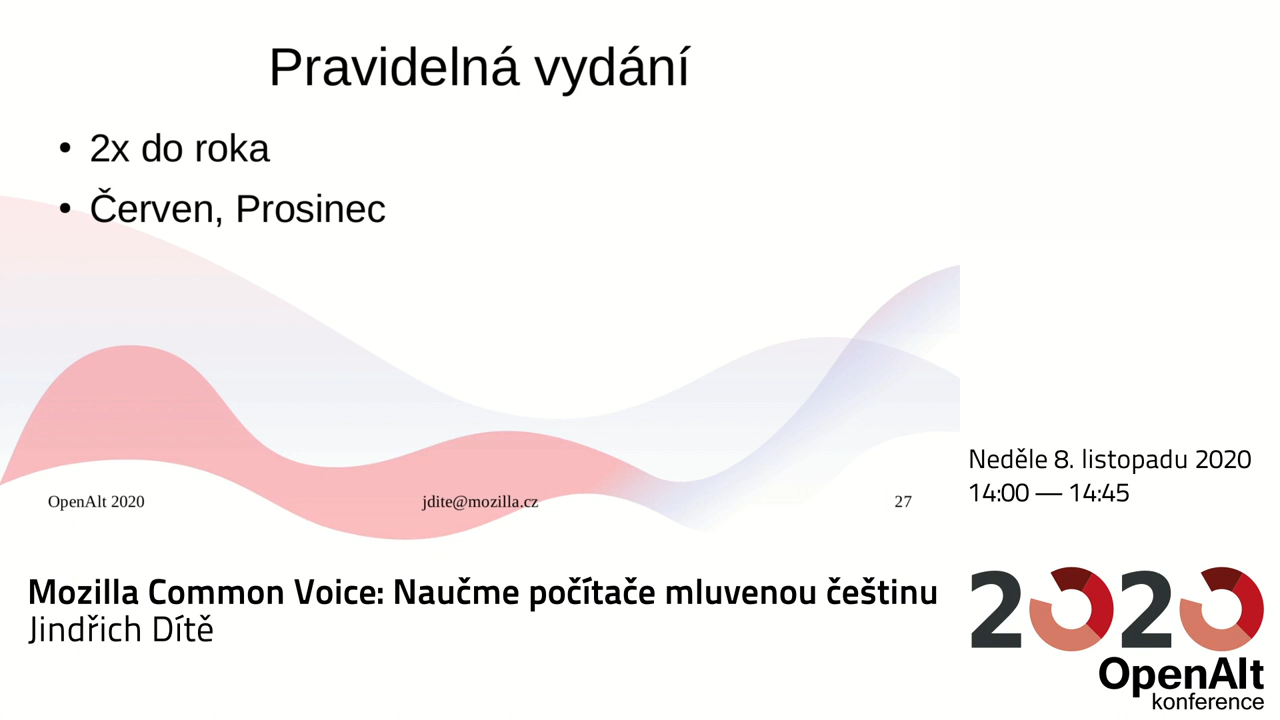 Pravidelná vydání
• 2x do roka
• Červen, Prosinec
OpenAlt 2020 jdite@mozilla.cz 27
Neděle 8. listopadu 2020
14:00 — 14:45
Mozilla Common Voice: Naučme počítače mluvenou češtinu
Jindřich Dítě
2020
OpenAlt
konference